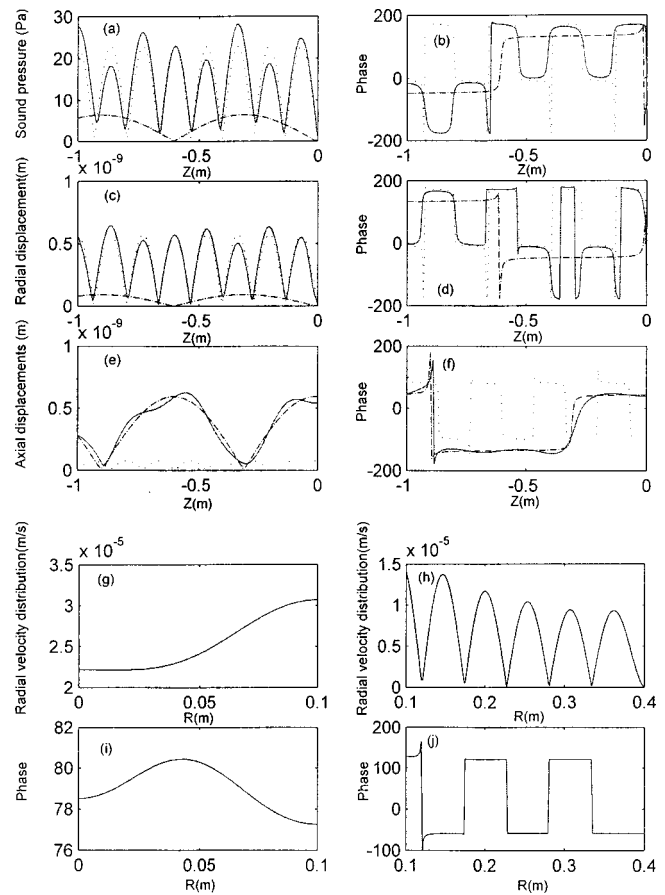 Sound pressure (Pa)
30
20
10
0
(a)
-1
-0.5
0
Z(m)
Phase
200
0
-200
(b)
-1
-0.5
0
Z(m)
x 10⁻⁹
Radial displacement(m)
1
0.5
0
(c)
-1
-0.5
0
Z(m)
Phase
200
0
-200
(d)
-1
-0.5
0
Z(m)
x 10⁻⁹
Axial displacements (m)
1
0.5
0
(e)
-1
-0.5
0
Z(m)
Phase
200
0
-200
(f)
-1
-0.5
0
Z(m)
x 10⁻⁵
Radial velocity distribution(m/s)
3.5
3
2.5
2
(g)
0
0.05
0.1
R(m)
x 10⁻⁵
Radial velocity distribution(m/s)
1.5
1
0.5
0
(h)
0.1
0.2
0.3
0.4
R(m)
Phase
82
80
78
76
(i)
0
0.05
0.1
R(m)
Phase
200
100
0
-100
(j)
0.1
0.2
0.3
0.4
R(m)